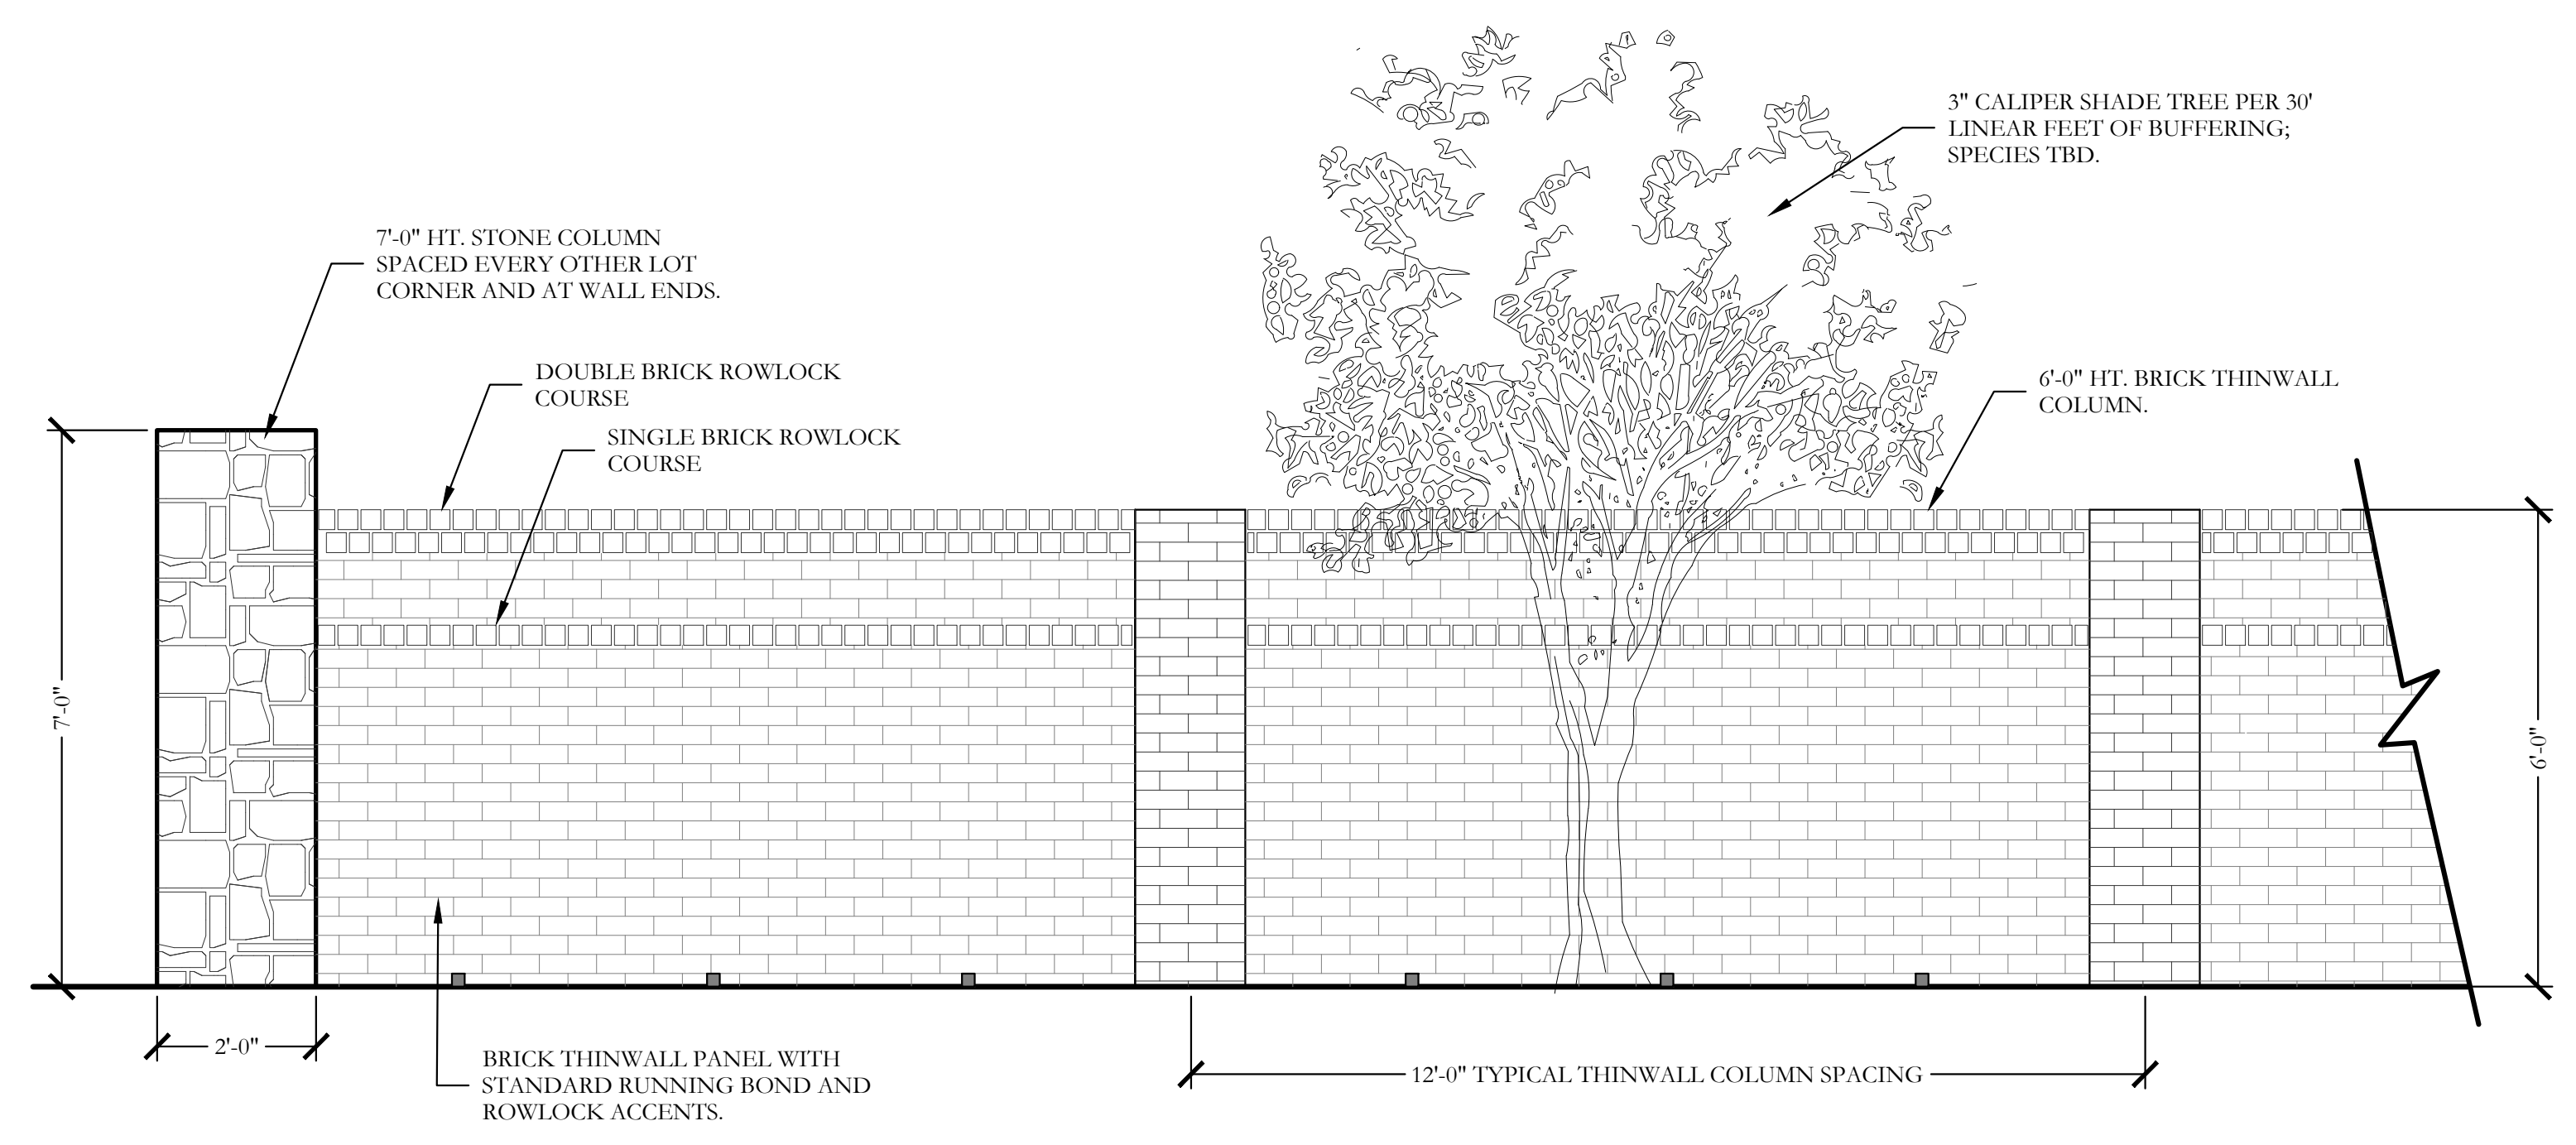 3" CALIPER SHADE TREE PER 30'
LINEAR FEET OF BUFFERING;
SPECIES TBD.
7'-0" HT. STONE COLUMN
SPACED EVERY OTHER LOT
CORNER AND AT WALL ENDS.
DOUBLE BRICK ROWLOCK
COURSE
SINGLE BRICK ROWLOCK
COURSE
6'-0" HT. BRICK THINWALL
COLUMN.
7'-0"
6'-0"
2'-0"
BRICK THINWALL PANEL WITH
STANDARD RUNNING BOND AND
ROWLOCK ACCENTS.
12'-0" TYPICAL THINWALL COLUMN SPACING